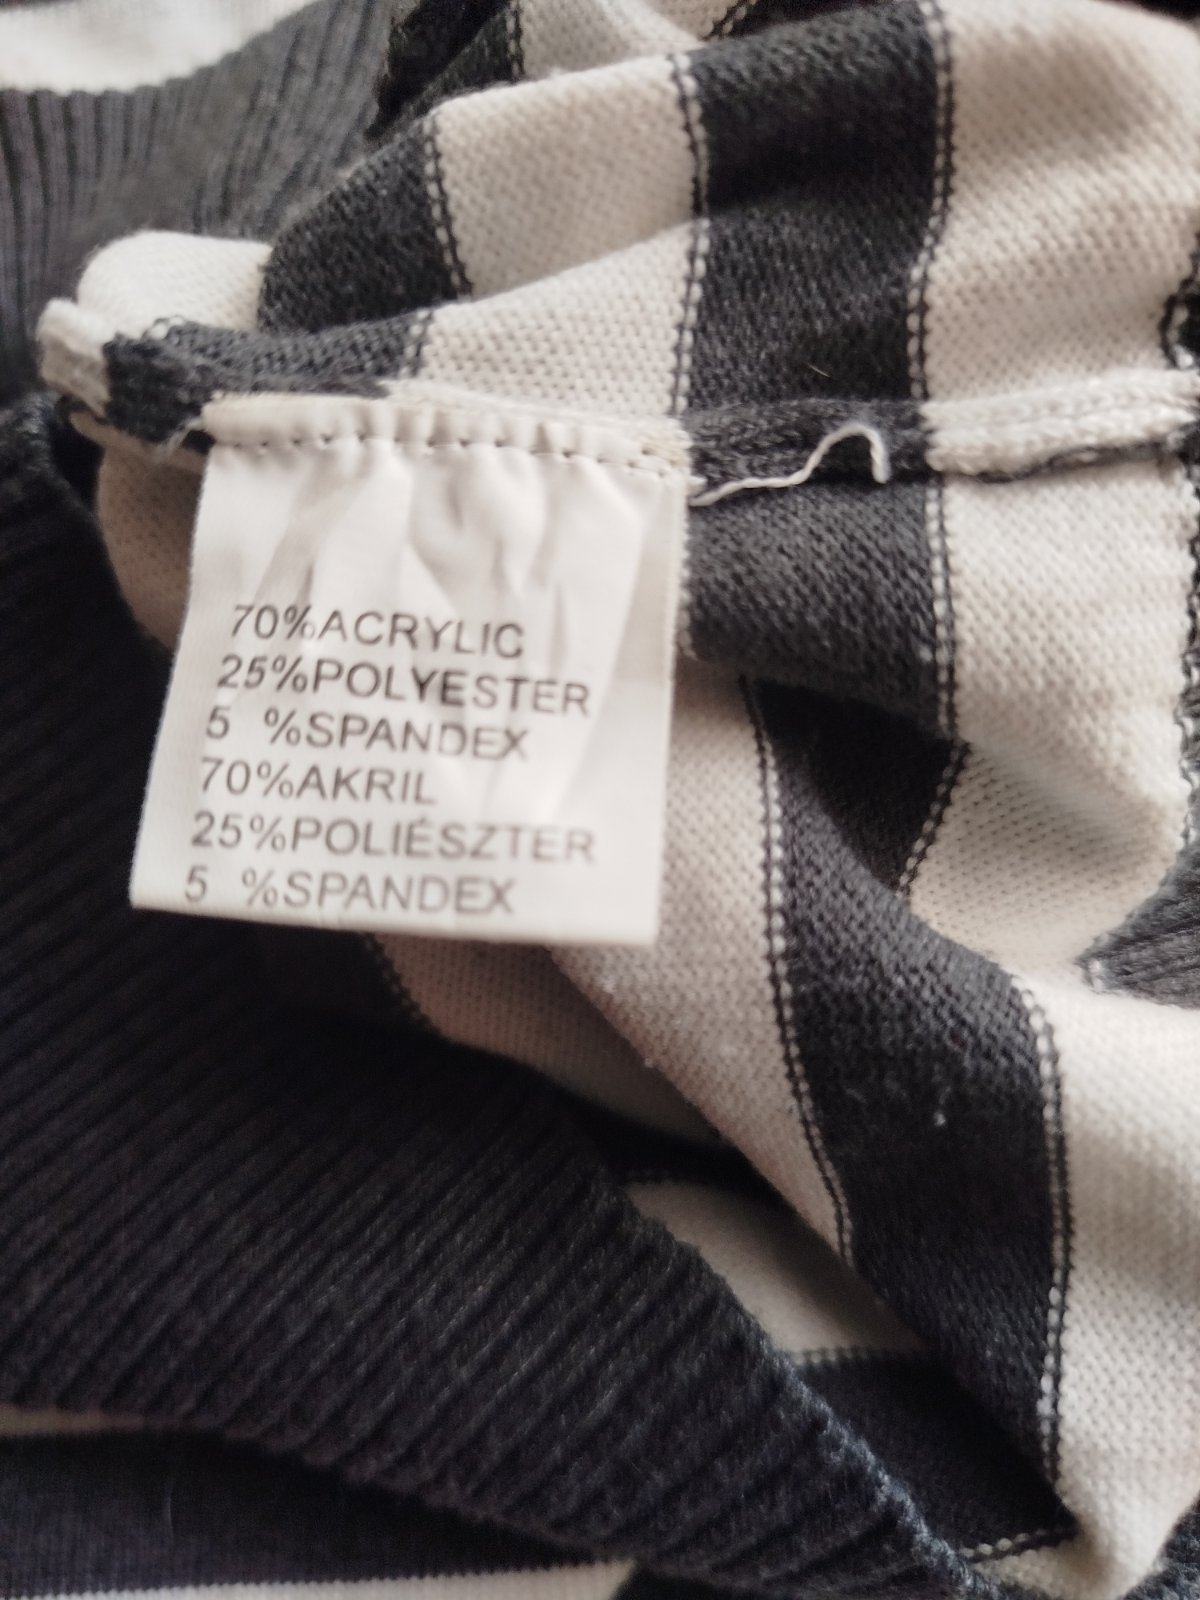 70%ACRYLIC
25%POLYESTER
5 %SPANDEX
70%AKRIL
25%POLIÉSZTER
5 %SPANDEX